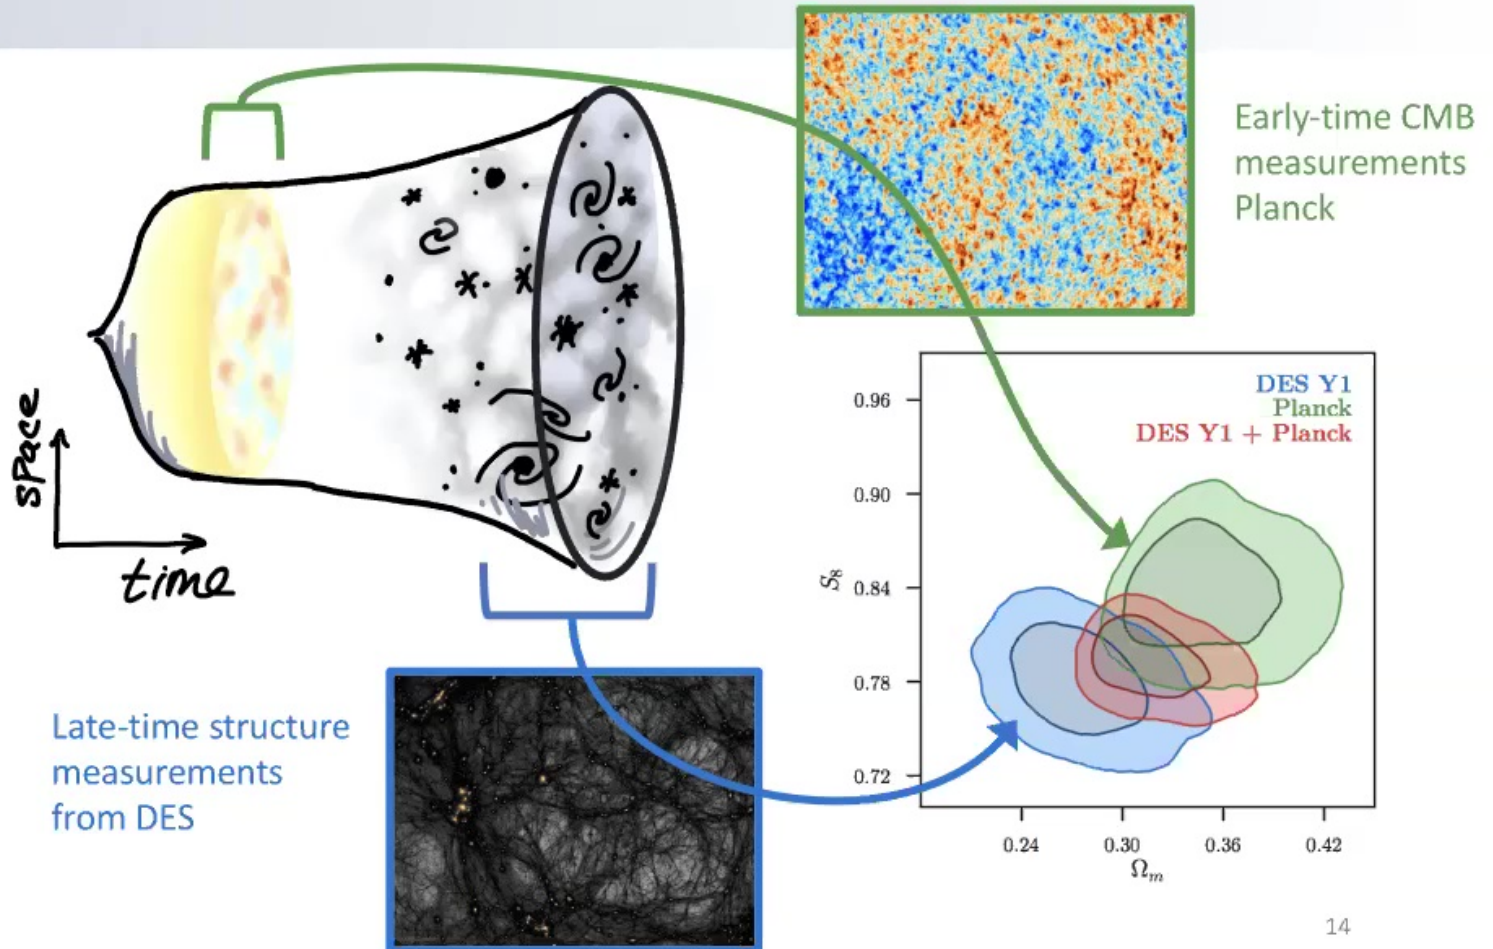 Early-time CMB
measurements
Planck
space
time
Late-time structure
measurements
from DES
DES Y1
Planck
DES Y1 + Planck
0.96
0.90
0.84
0.78
0.72
S₈
0.24 0.30 0.36 0.42
Ωₘ
14